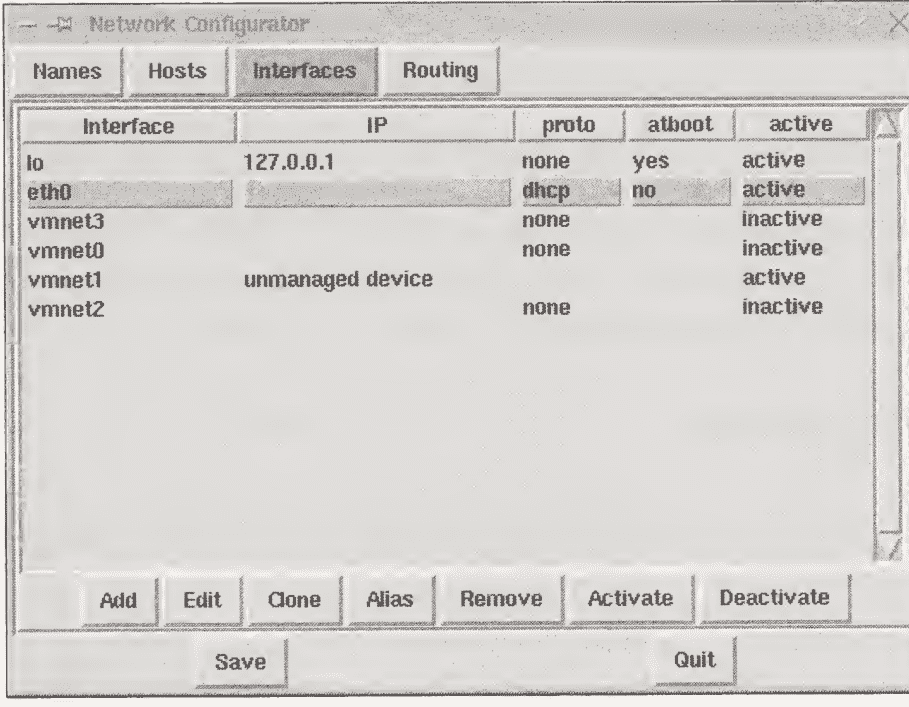 Network Configurator
Names Hosts Interfaces Routing
Interface IP proto atboot active
lo 127.0.0.1 none yes active
eth0 dhcp no active
vmnet3 none inactive
vmnet0 none inactive
vmnet1 unmanaged device active
vmnet2 none inactive
Add Edit Clone Alias Remove Activate Deactivate
Save Quit